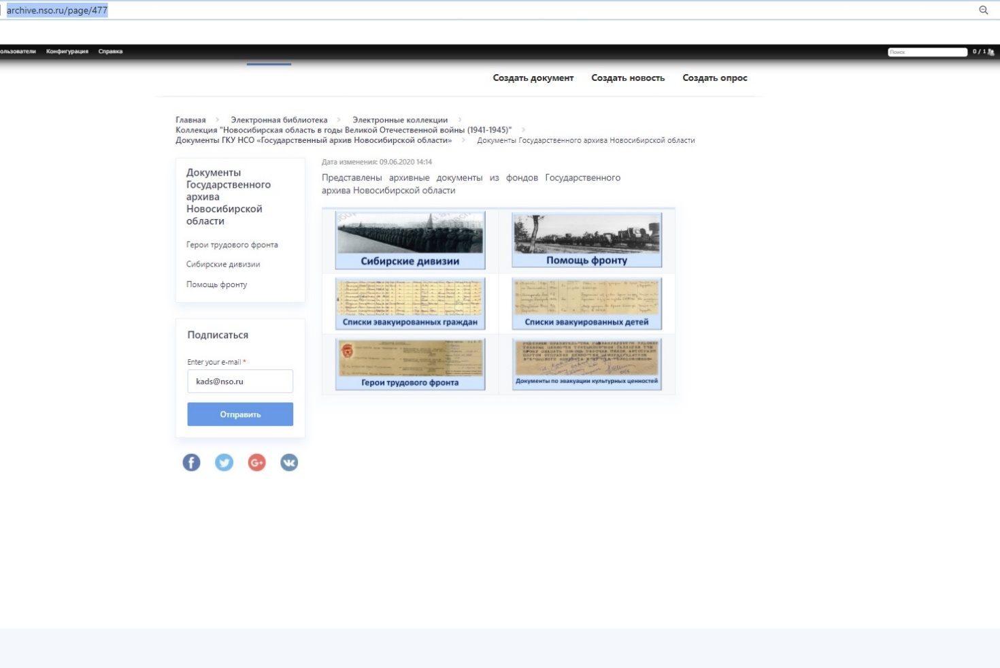 archive.nso.ru/page/477
ользователи Конфигурация Справка
Поиск
0 / 1
Создать документ Создать новость Создать опрос
Главная Электронная библиотека Электронные коллекции
Коллекция "Новосибирская область в годы Великой Отечественной войны (1941-1945)"
Документы ГКУ НСО «Государственный архив Новосибирской области» Документы Государственного архива Новосибирской области
Документы
Государственного
архива
Новосибирской
области
Герои трудового фронта
Сибирские дивизии
Помощь фронту
Подписаться
Enter your e-mail *
kads@nso.ru
Отправить
Дата изменения: 09.06.2020 14:14
Представлены архивные документы из фондов Государственного
архива Новосибирской области
Сибирские дивизии
Помощь фронту
Списки эвакуированных граждан
Списки эвакуированных детей
Герои трудового фронта
Документы по эвакуации культурных ценностей